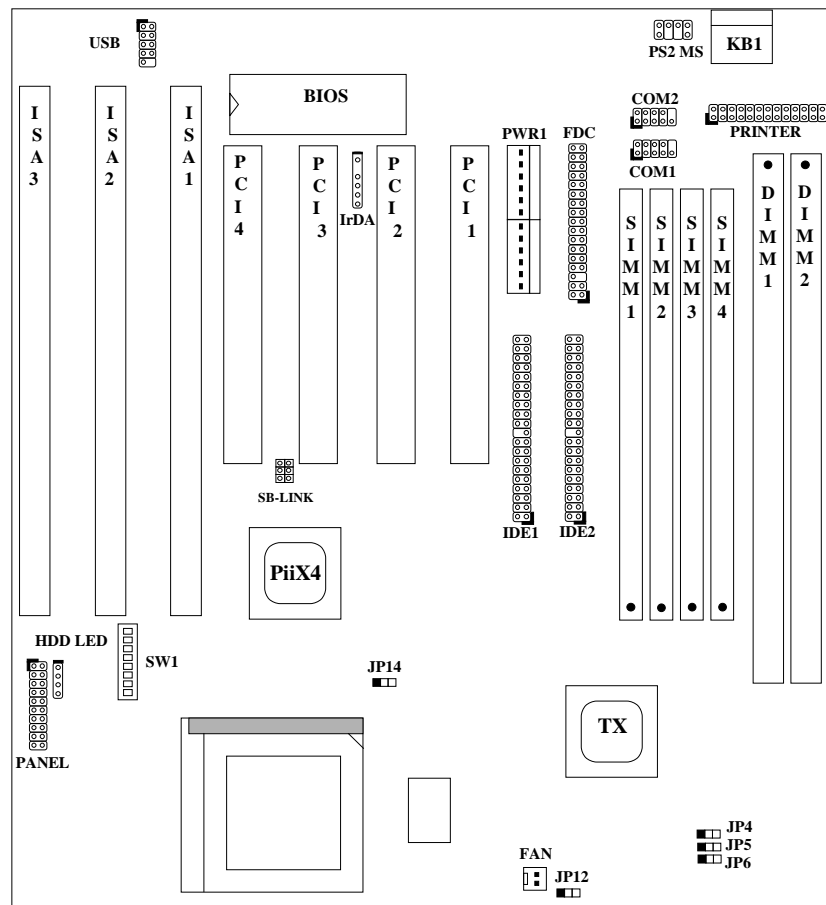 USB
PS2 MS
KB1
BIOS
COM2
PRINTER
COM1
PWR1
FDC
ISA3
ISA2
ISA1
PCI4
PCI3
IrDA
PCI2
PCI1
SIMM1
SIMM2
SIMM3
SIMM4
DIMM1
DIMM2
SB-LINK
IDE1
IDE2
PiiX4
HDD LED
SW1
JP14
PANEL
TX
JP4
JP5
JP6
FAN
JP12